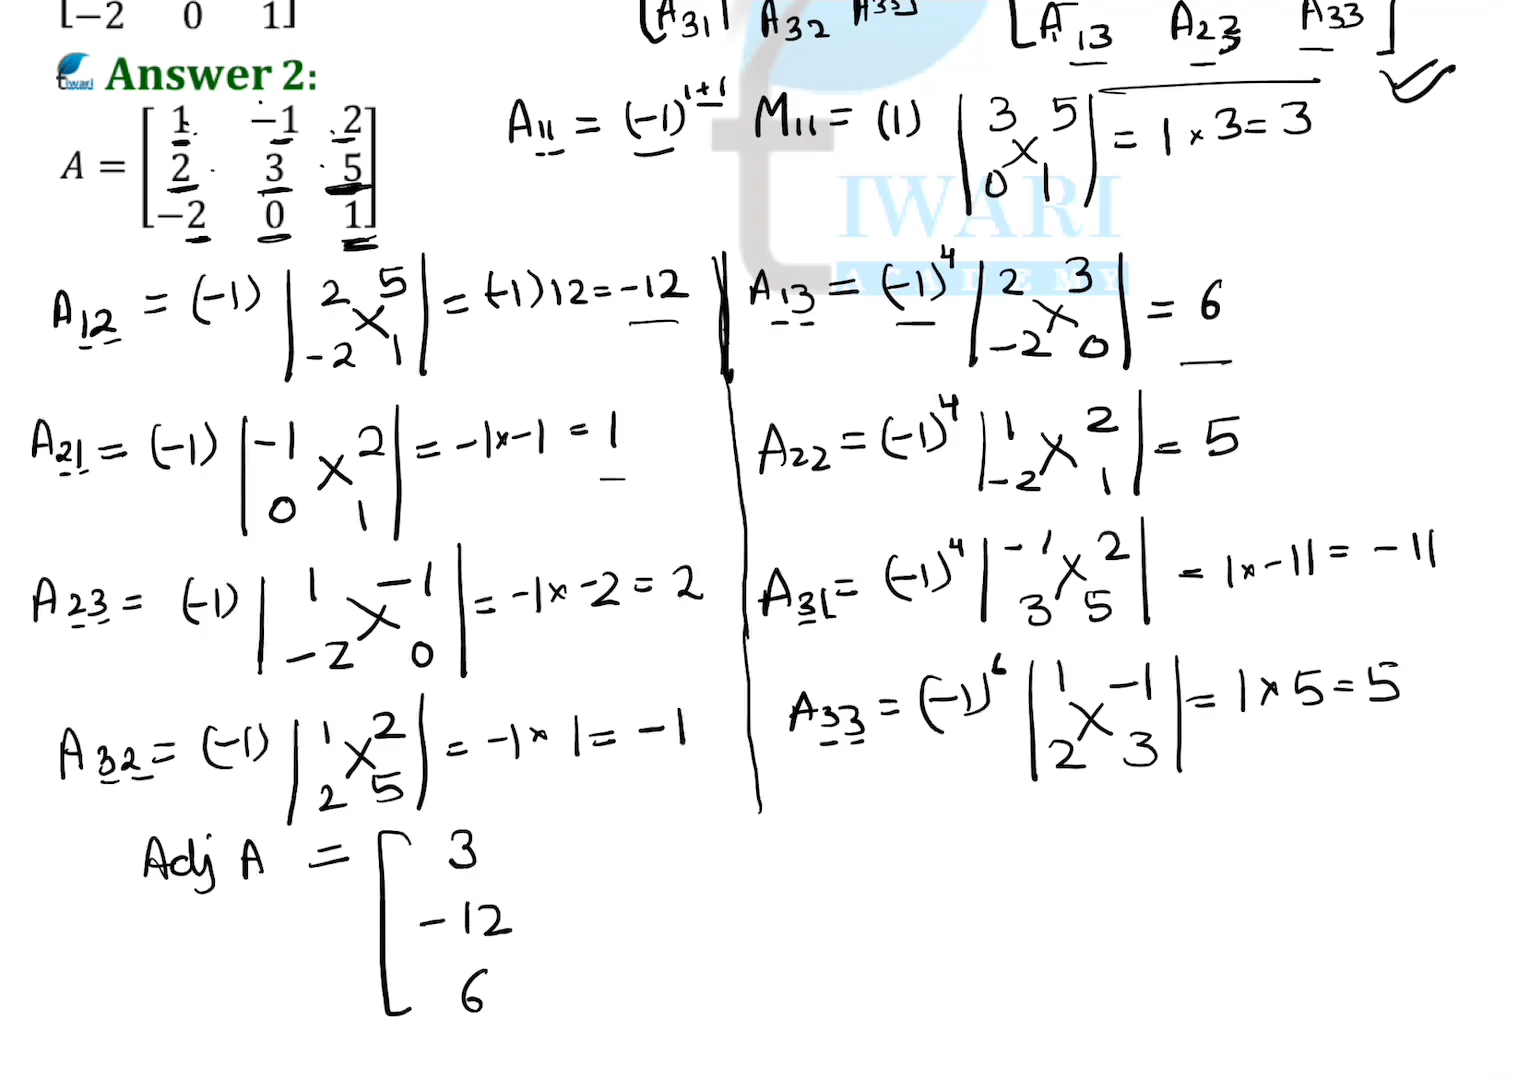 [-2 0 1]
[A31 A32 A33] [A13 A23 A33]
tiwari Answer 2:
A = [1 -1 2
2 3 5
-2 0 1]
A11 = (-1)^1+1 M11 = (1) |3 5
0 1| = 1 × 3 = 3
IWARI
ACADEMY
A12 = (-1) |2 5
-2 1| = (-1)12 = -12
A13 = (-1)^4 |2 3
-2 0| = 6
A21 = (-1) |-1 2
0 1| = -1×-1 = 1
A22 = (-1)^4 |1 2
-2 1| = 5
A23 = (-1) |1 -1
-2 0| = -1× -2 = 2
A31 = (-1)^4 |-1 2
3 5| = 1×-11 = -11
A32 = (-1) |1 2
2 5| = -1 × 1 = -1
A33 = (-1)^6 |1 -1
2 3| = 1 × 5 = 5
Adj A = [3
-12
6